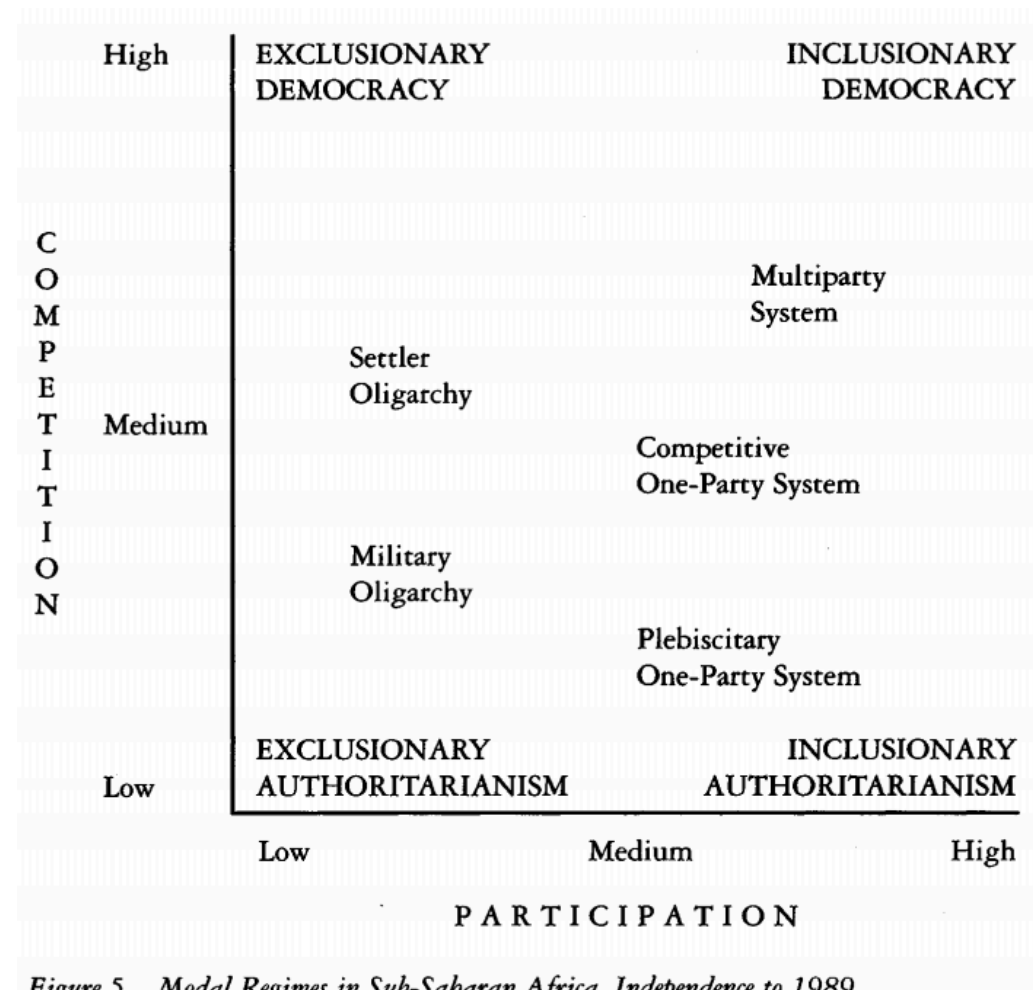 High
EXCLUSIONARY
DEMOCRACY
INCLUSIONARY
DEMOCRACY
COMPETITION
Multiparty
System
Settler
Oligarchy
Medium
Competitive
One-Party System
Military
Oligarchy
Plebiscitary
One-Party System
EXCLUSIONARY
AUTHORITARIANISM
INCLUSIONARY
AUTHORITARIANISM
Low
Low Medium High
PARTICIPATION
Figure 5 Modal Regimes in Sub-Saharan Africa, Independence to 1989